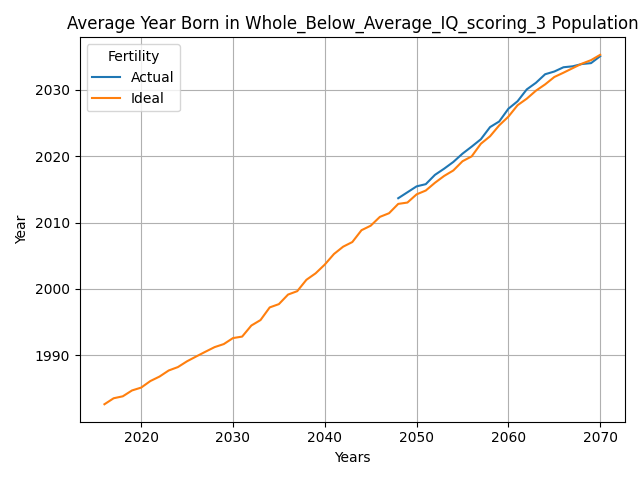 Average Year Born in Whole_Below_Average_IQ_scoring_3 Population
Fertility
Actual
Ideal
Year
2030
2020
2010
2000
1990
2020 2030 2040 2050 2060 2070
Years